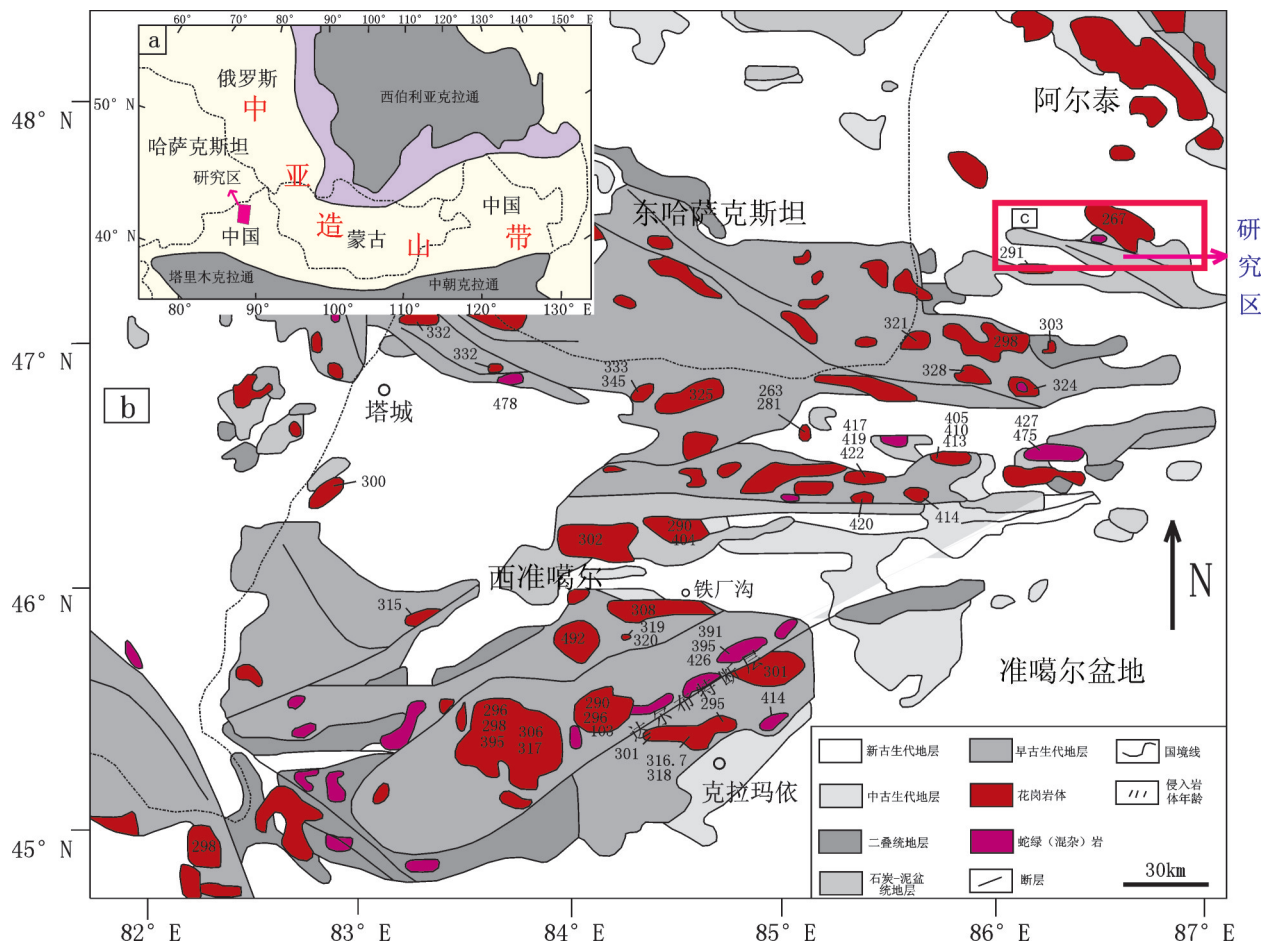 60° 70° 80° 90° 100° 110° 120° 130° 140° 150° E
a
俄罗斯
50° N
中
西伯利亚克拉通
哈萨克斯坦
研究区
亚
中国
造
蒙古
山
带
中国
40° N
塔里木克拉通
中朝克拉通
80 90 100 110 120 130° E
48° N
47° N
46° N
45° N
b
阿尔泰
东哈萨克斯坦
C
267
291
研究区
332
332
478
塔城
333
345
325
263
281
321
298
303
328
324
417
419
422
405
410
413
427
475
420
414
300
302
290
404
西准噶尔
铁厂沟
N
315
308
319
320
492
391
395
426
301
准噶尔盆地
296
298
395
306
317
290
296
403
295
414
301
316.7
318
克拉玛依
298
新古生代地层
早古生代地层
国境线
中古生代地层
花岗岩体
侵入岩
体年龄
二叠统地层
蛇绿（混杂）岩
石炭-泥盆
统地层
断层
30km
82° E 83° E 84° E 85° E 86° E 87° E